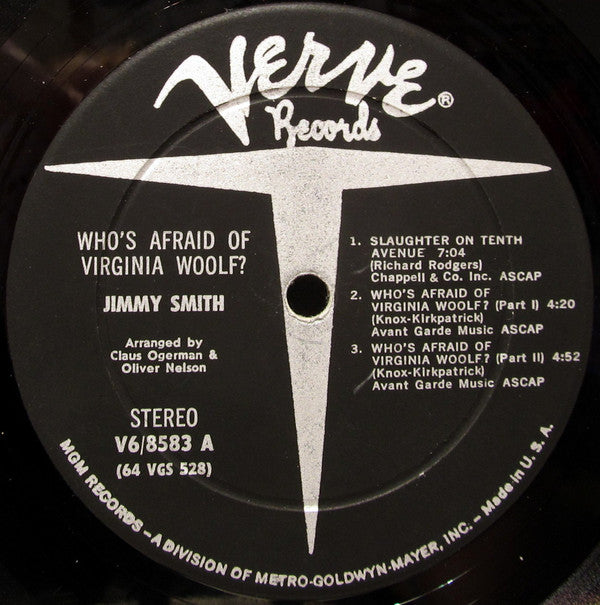 Verve®
Records
WHO'S AFRAID OF
VIRGINIA WOOLF?
JIMMY SMITH
Arranged by
Claus Ogerman &
Oliver Nelson
STEREO
V6/8583 A
(64 VGS 528)
1. SLAUGHTER ON TENTH
AVENUE 7:04
(Richard Rodgers)
Chappell & Co. Inc. ASCAP
2. WHO'S AFRAID OF
VIRGINIA WOOLF? (Part I) 4:20
(Knox-Kirkpatrick)
Avant Garde Music ASCAP
3. WHO'S AFRAID OF
VIRGINIA WOOLF? (Part II) 4:52
(Knox-Kirkpatrick)
Avant Garde Music ASCAP
MGM RECORDS – A DIVISION OF METRO-GOLDWYN-MAYER, INC. – Made in U. S. A.